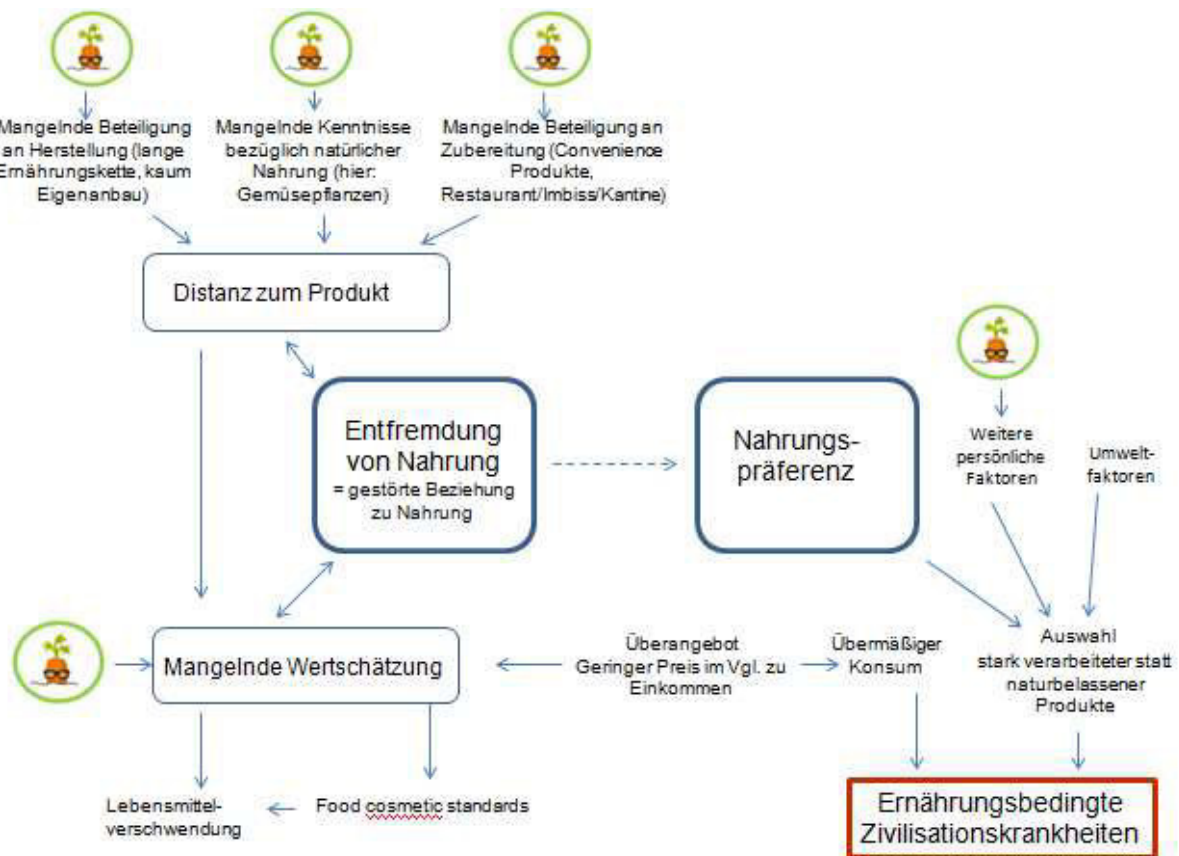 Mangelnde Beteiligung
an Herstellung (lange
Ernährungskette, kaum
Eigenanbau)
Mangelnde Kenntnisse
bezüglich natürlicher
Nahrung (hier:
Gemüsepflanzen)
Mangelnde Beteiligung an
Zubereitung (Convenience
Produkte,
Restaurant/Imbiss/Kantine)
Distanz zum Produkt
Entfremdung
von Nahrung
= gestörte Beziehung
zu Nahrung
Nahrungs-
präferenz
Weitere
persönliche
Faktoren
Umwelt-
faktoren
Mangelnde Wertschätzung
Überangebot
Geringer Preis im Vgl. zu
Einkommen
Übermäßiger
Konsum
Auswahl
stark verarbeiteter statt
naturbelassener
Produkte
Lebensmittel-
verschwendung
Food cosmetic standards
Ernährungsbedingte
Zivilisationskrankheiten